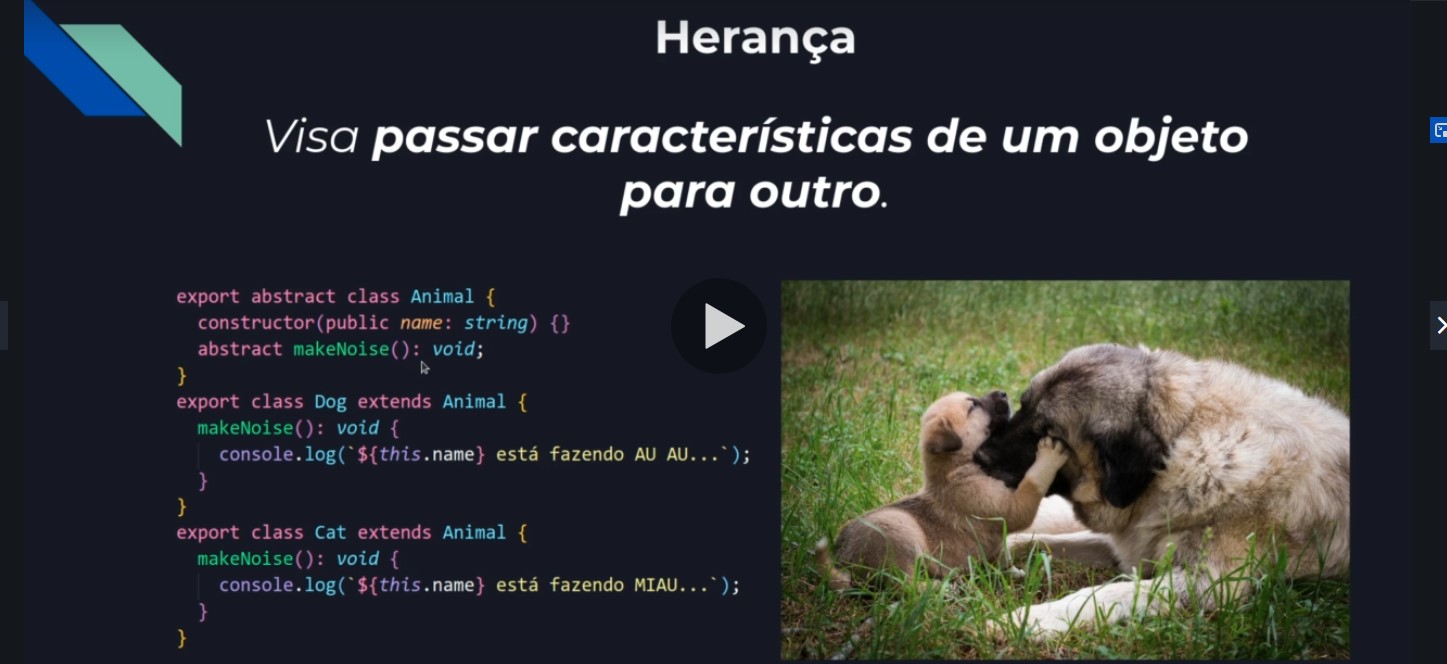 Herança
Visa passar características de um objeto
para outro.
export abstract class Animal {
  constructor(public name: string) {}
  abstract makeNoise(): void;
}
export class Dog extends Animal {
  makeNoise(): void {
    console.log(`${this.name} está fazendo AU AU...`);
  }
}
export class Cat extends Animal {
  makeNoise(): void {
    console.log(`${this.name} está fazendo MIAU...`);
  }
}